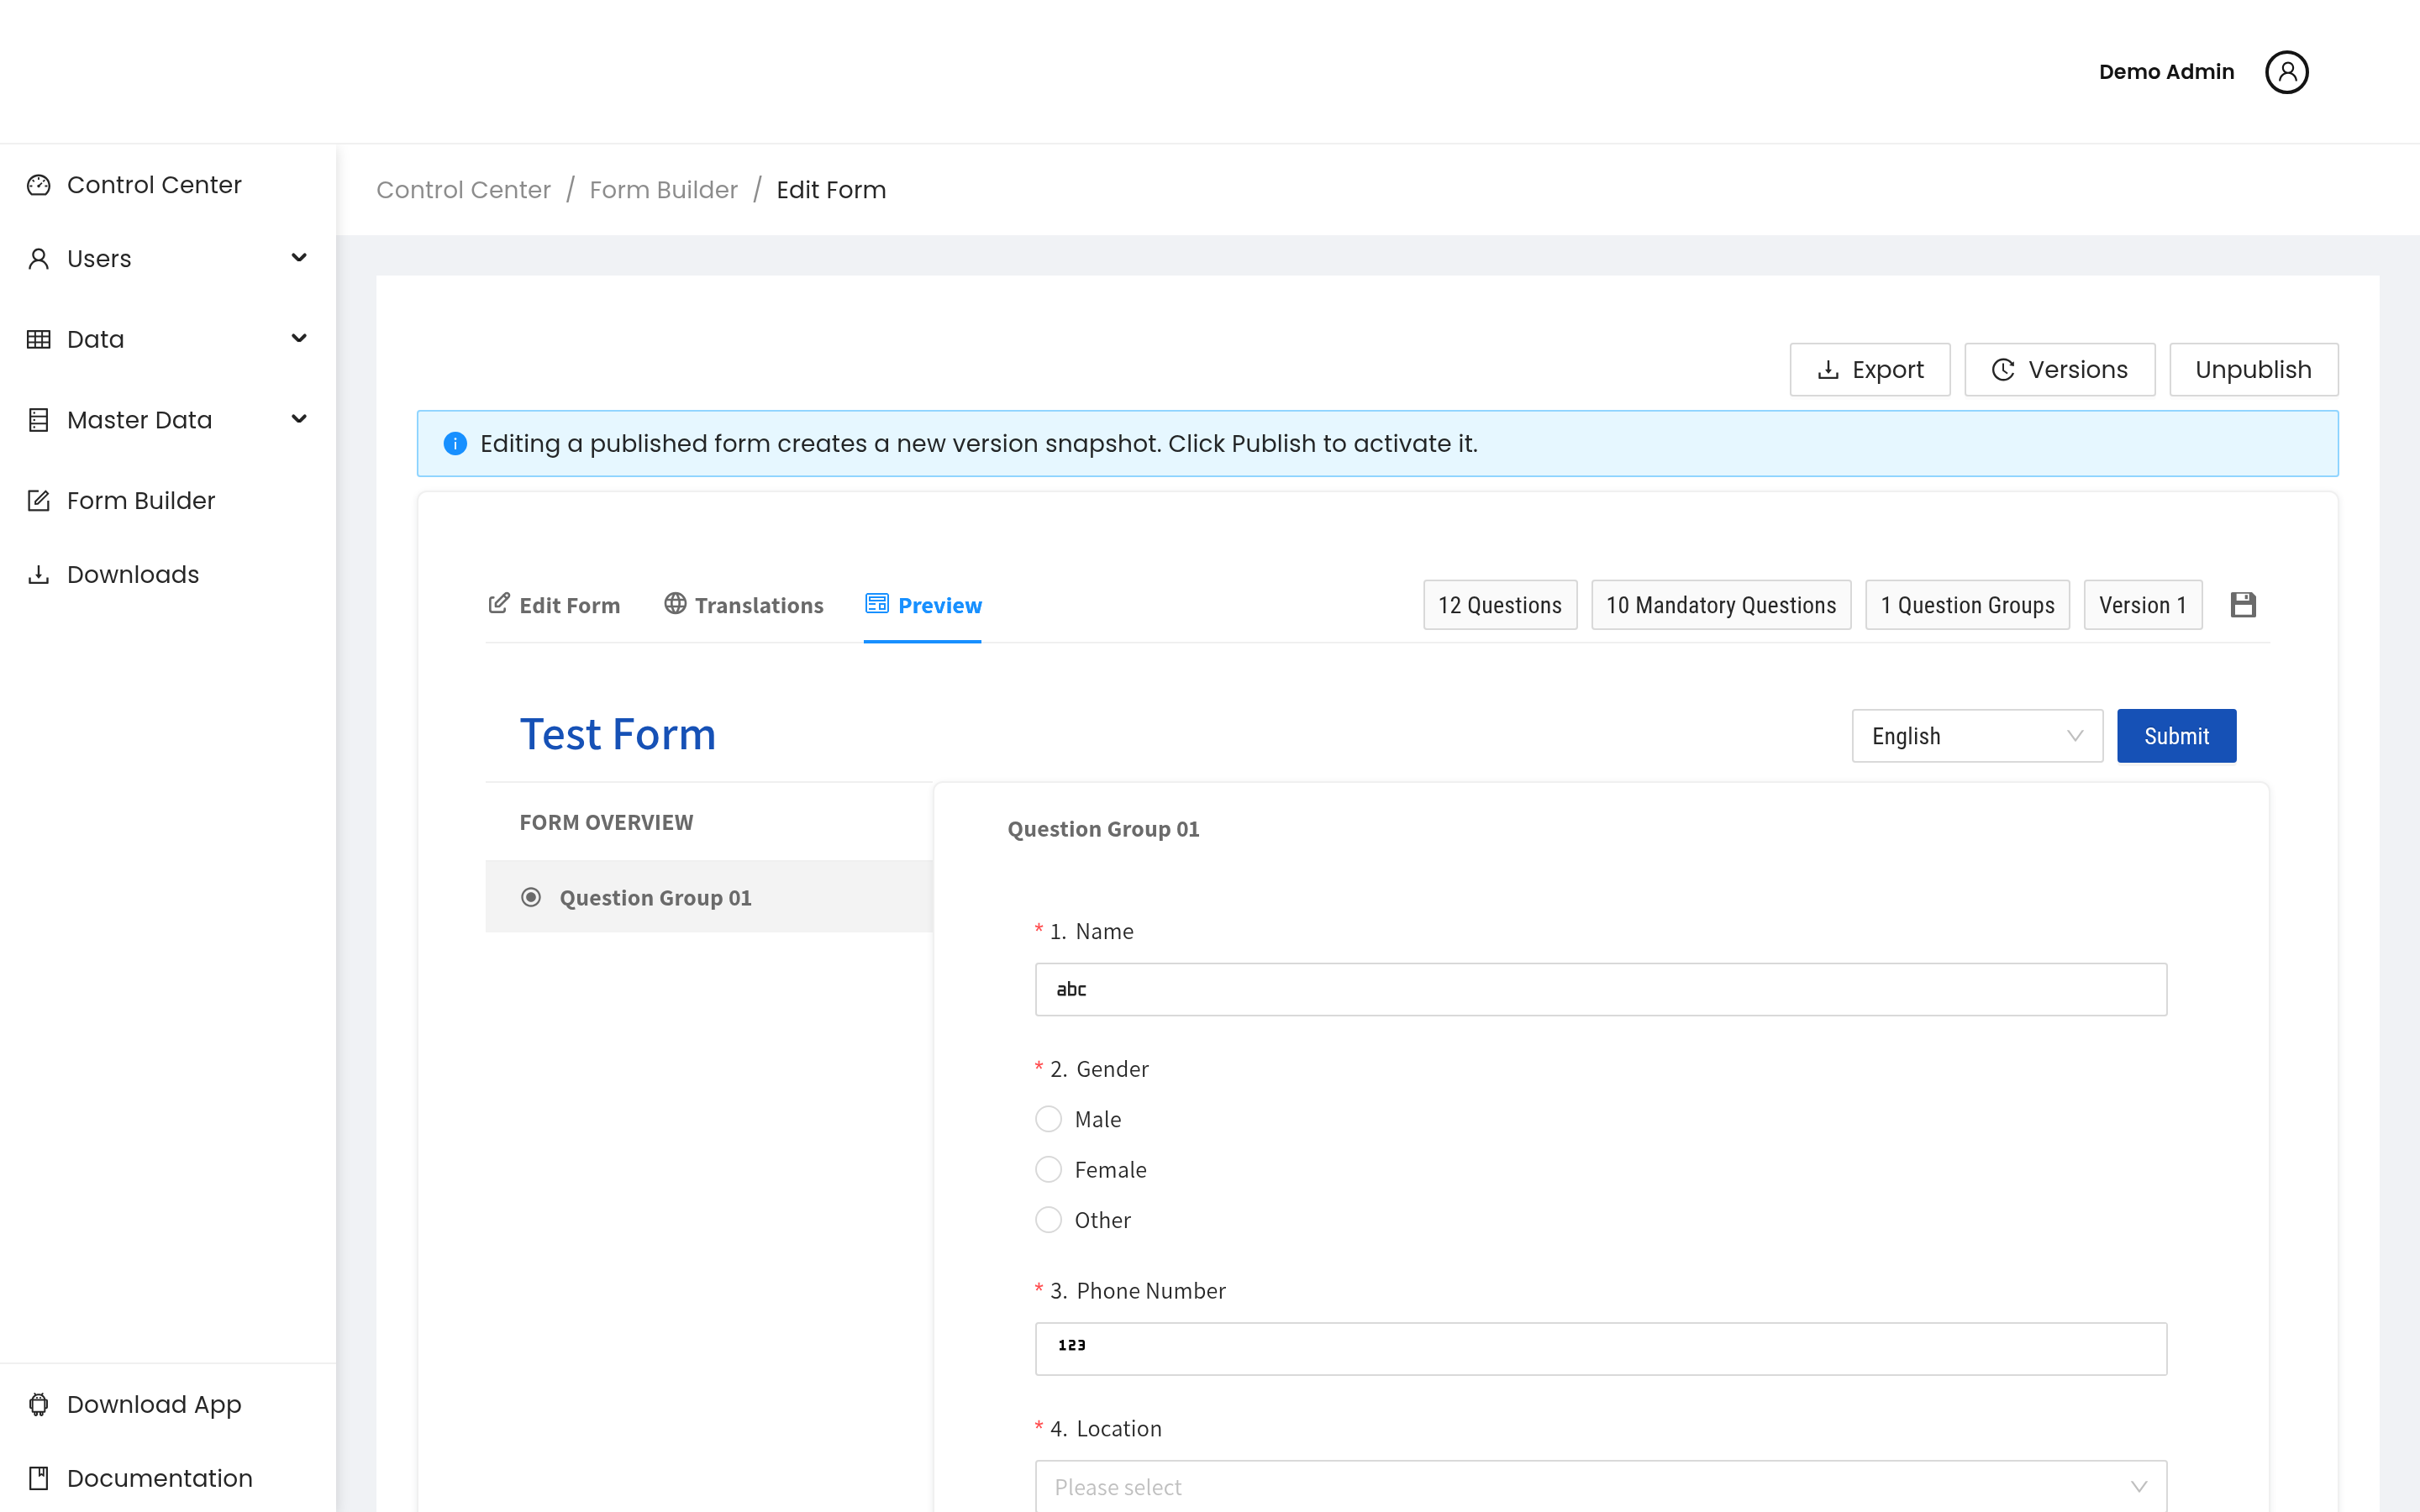 Demo Admin
Control Center
Users
Data
Master Data
Form Builder
Downloads
Download App
Documentation
Control Center / Form Builder / Edit Form
Export
Versions
Unpublish
Editing a published form creates a new version snapshot. Click Publish to activate it.
Edit Form
Translations
Preview
12 Questions
10 Mandatory Questions
1 Question Groups
Version 1
Test Form
English
Submit
FORM OVERVIEW
Question Group 01
Question Group 01
* 1. Name
abc
* 2. Gender
Male
Female
Other
* 3. Phone Number
123
* 4. Location
Please select